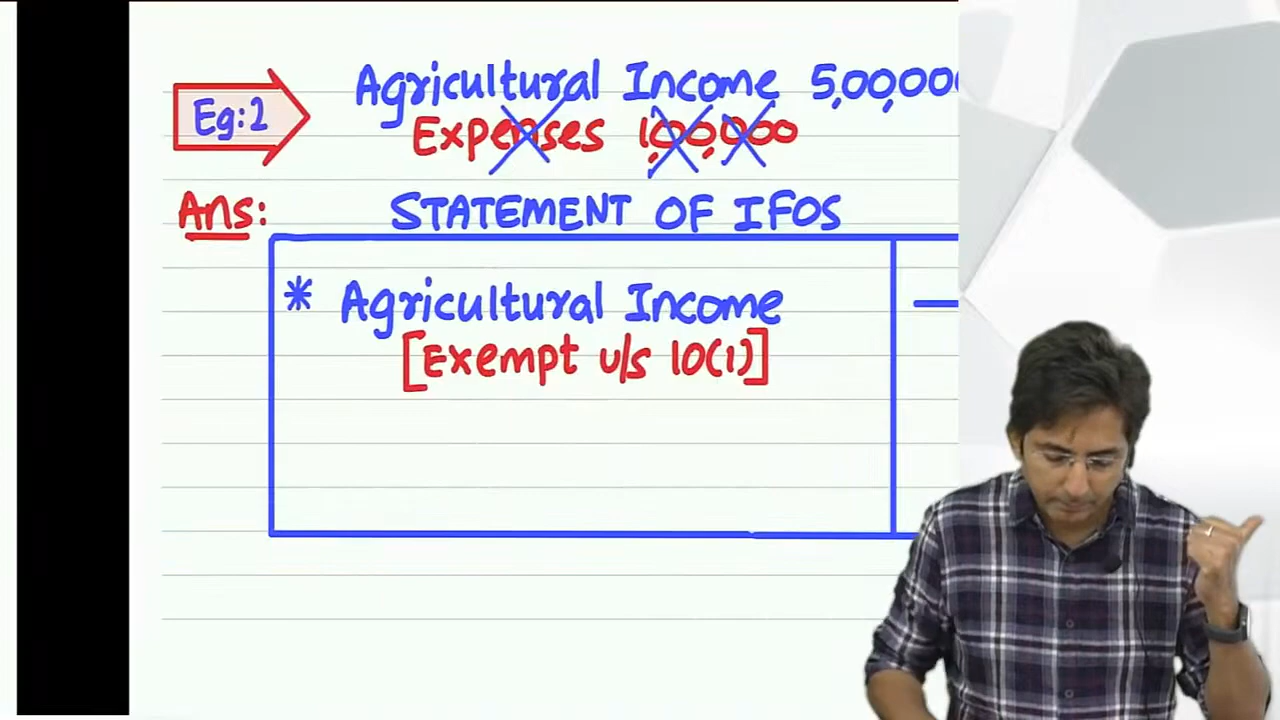 Eg:2
Agricultural Income 5,00,000
Expenses 1,00,000
Ans: STATEMENT OF IFOS
* Agricultural Income —
[Exempt u/s 10(1)]